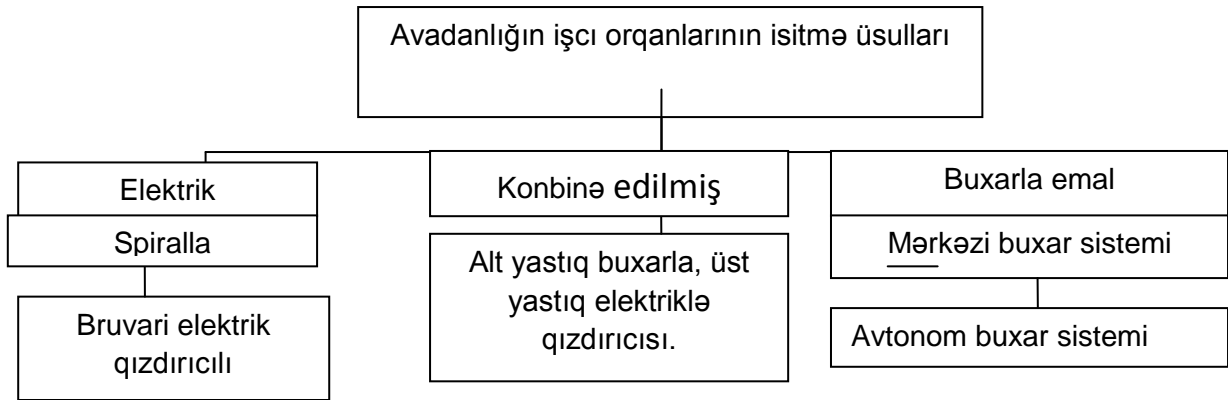 Avadanlığın işcı orqanlarının isitmə üsulları
Elektrik
Spiralla
Bruvari elektrik
qızdırıcılı
Konbinə edilmiş
Alt yastıq buxarla, üst
yastıq elektriklə
qızdırıcısı.
Buxarla emal
Mərkəzi buxar sistemi
Avtonom buxar sistemi